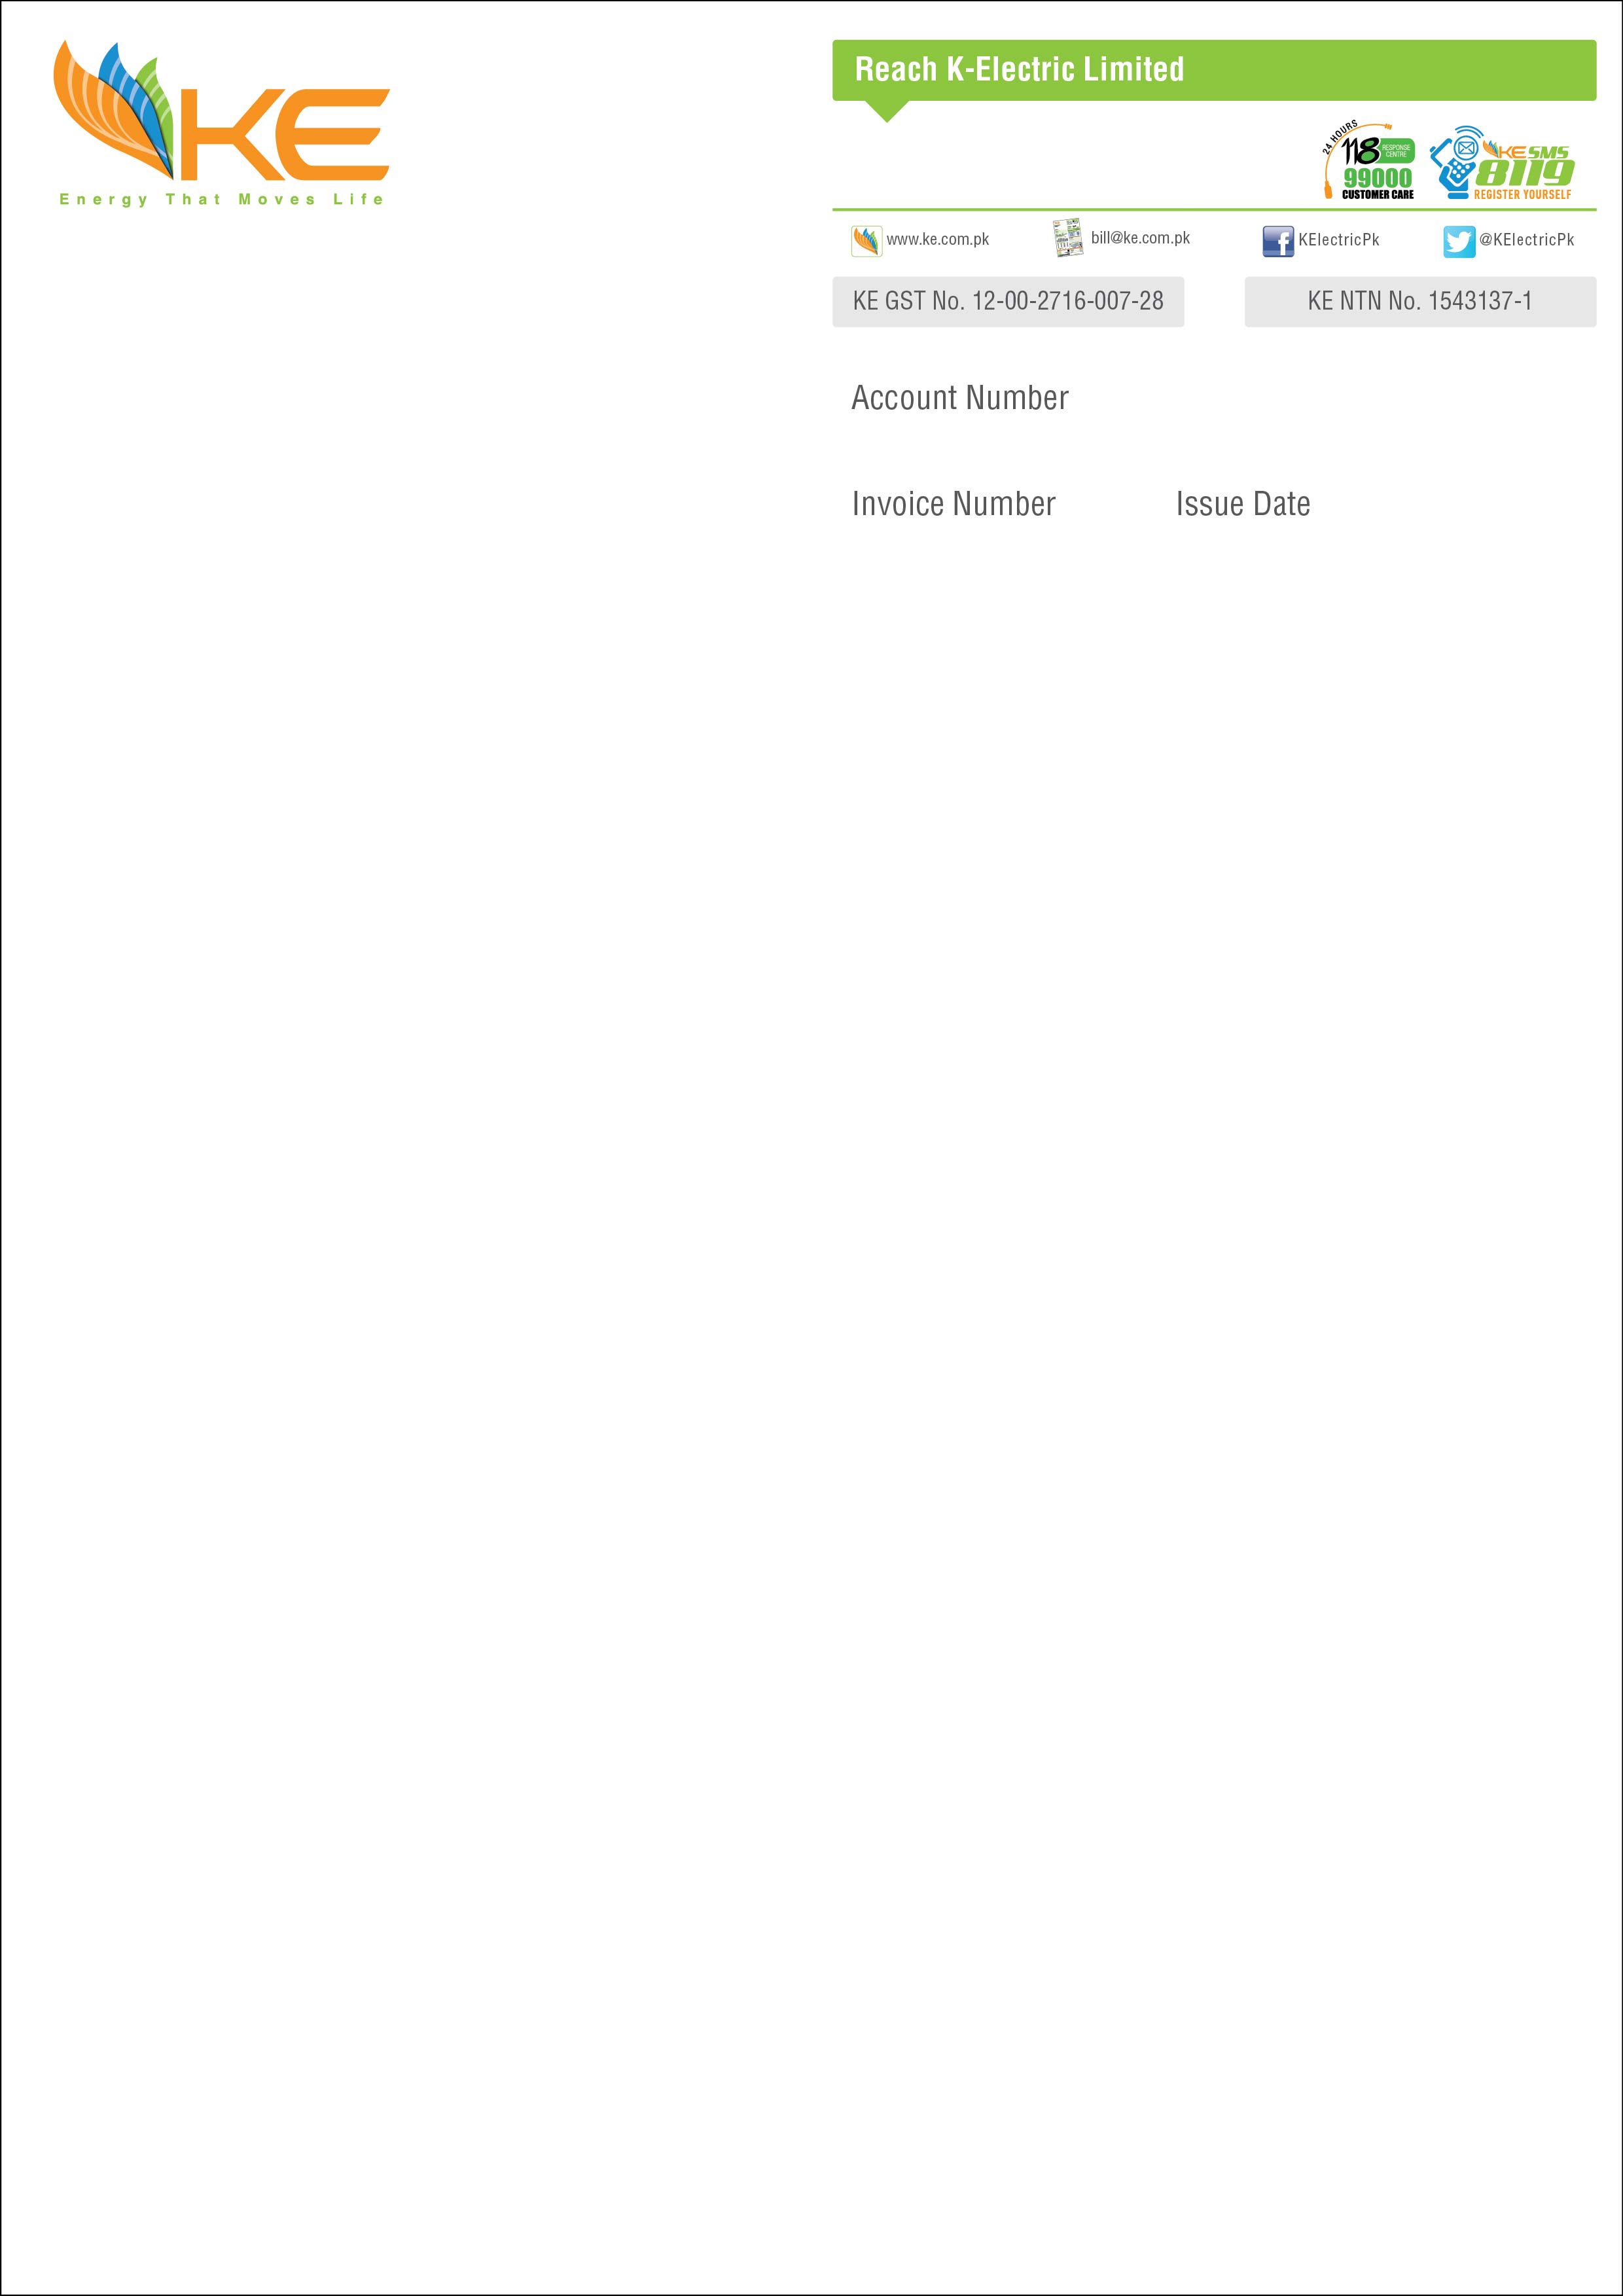 KE
Energy That Moves Life
Reach K-Electric Limited
24 HOURS
118 RESPONSE CENTRE
99000
CUSTOMER CARE
KE SMS
8119
REGISTER YOURSELF
www.ke.com.pk
bill@ke.com.pk
KElectricPk
@KElectricPk
KE GST No. 12-00-2716-007-28
KE NTN No. 1543137-1
Account Number
Invoice Number
Issue Date